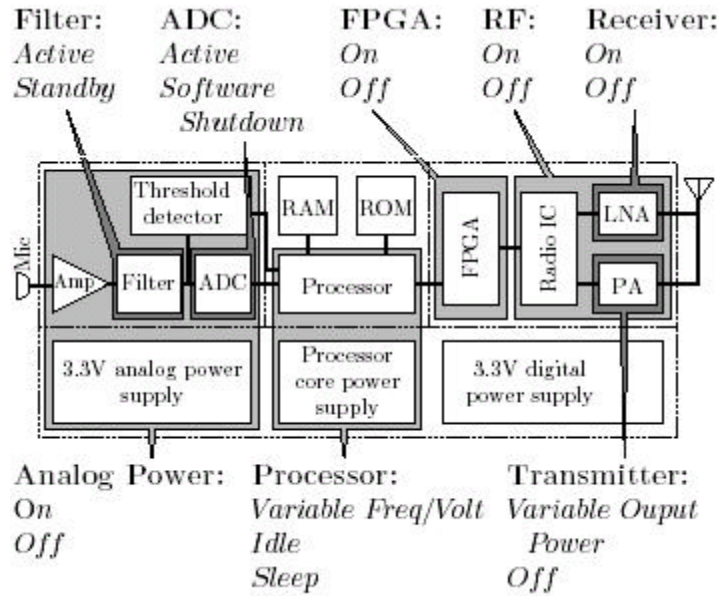 Filter: ADC: FPGA: RF: Receiver:
Active Active On On On
Standby Software Off Off Off
Shutdown
Threshold
detector
RAM
ROM
Mic
Amp
Filter
ADC
Processor
FPGA
Radio IC
LNA
PA
3.3V analog power
supply
Processor
core power
supply
3.3V digital
power supply
Analog Power: Processor: Transmitter:
On Variable Freq/Volt Variable Ouput
Off Idle Power
Sleep Off